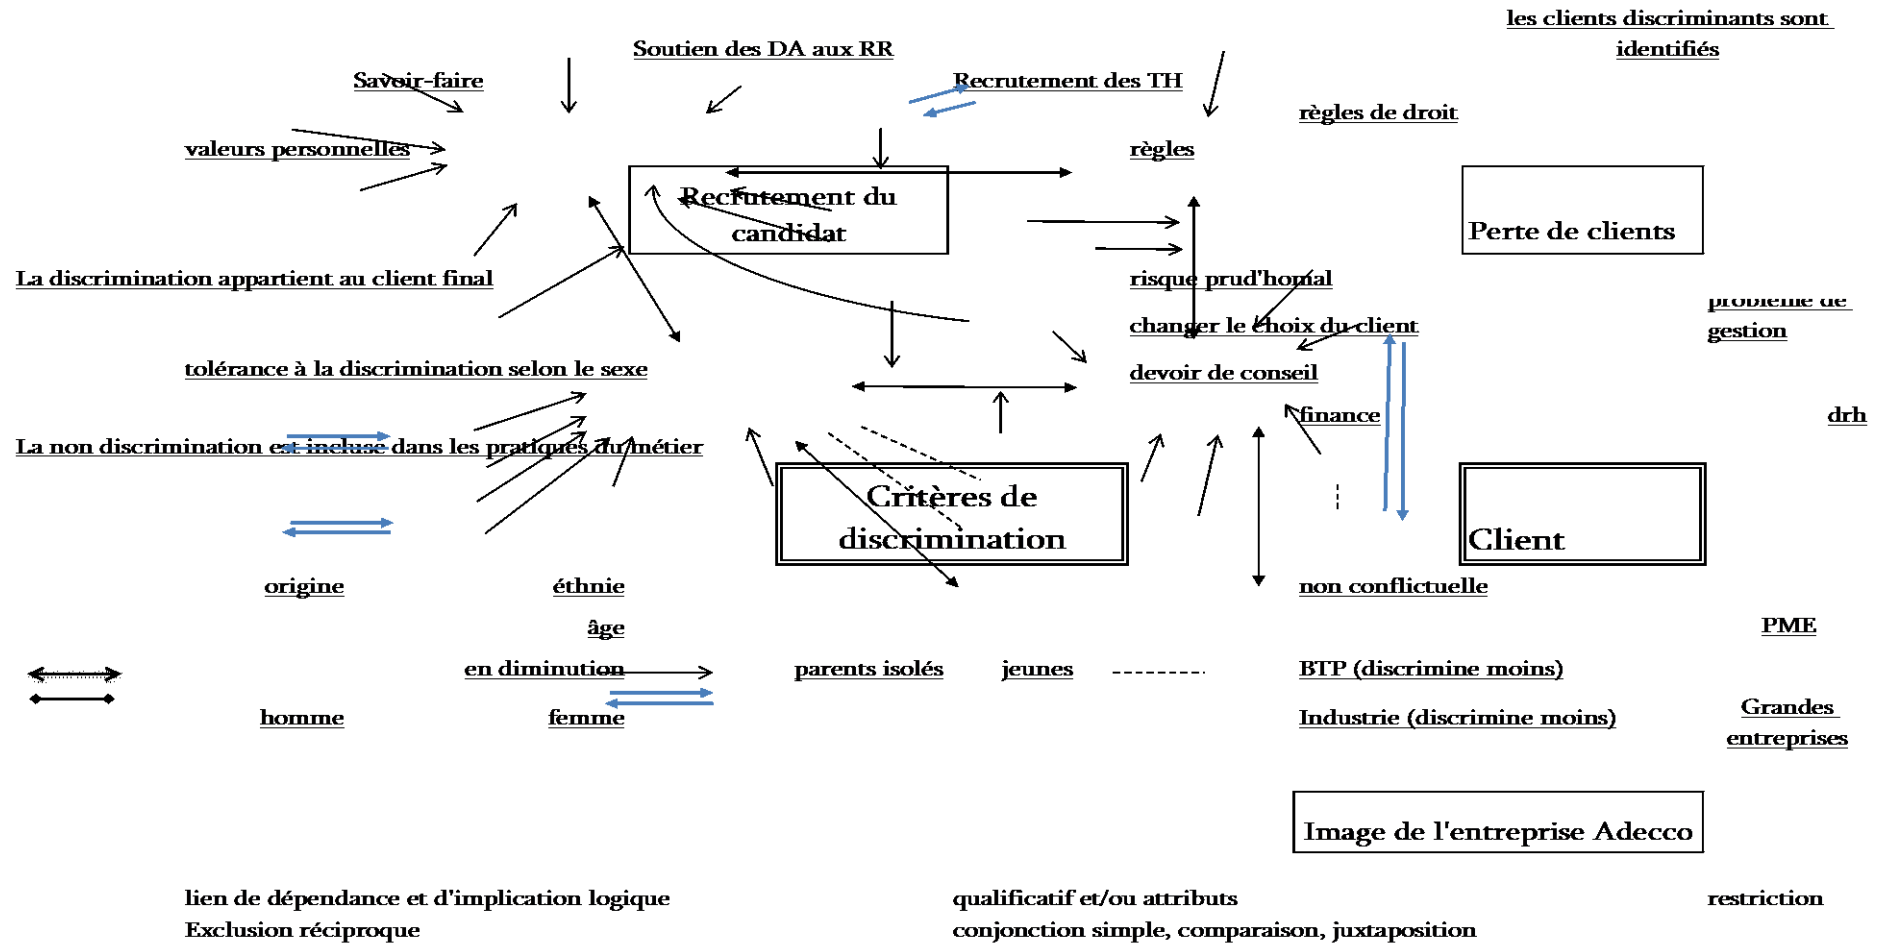 les clients discriminants sont
identifiés
Soutien des DA aux RR
Savoir-faire
Recrutement des TH
règles de droit
valeurs personnelles
règles
Recrutement du
candidat
Perte de clients
La discrimination appartient au client final
risque prud'homal
problème de
gestion
changer le choix du client
tolérance à la discrimination selon le sexe
devoir de conseil
finance
drh
La non discrimination est incluse dans les pratiques du métier
Critères de
discrimination
Client
origine
éthnie
non conflictuelle
âge
PME
en diminution
parents isolés
jeunes
BTP (discrimine moins)
homme
femme
Industrie (discrimine moins)
Grandes
entreprises
Image de l'entreprise Adecco
lien de dépendance et d'implication logique
qualificatif et/ou attributs
restriction
Exclusion réciproque
conjonction simple, comparaison, juxtaposition